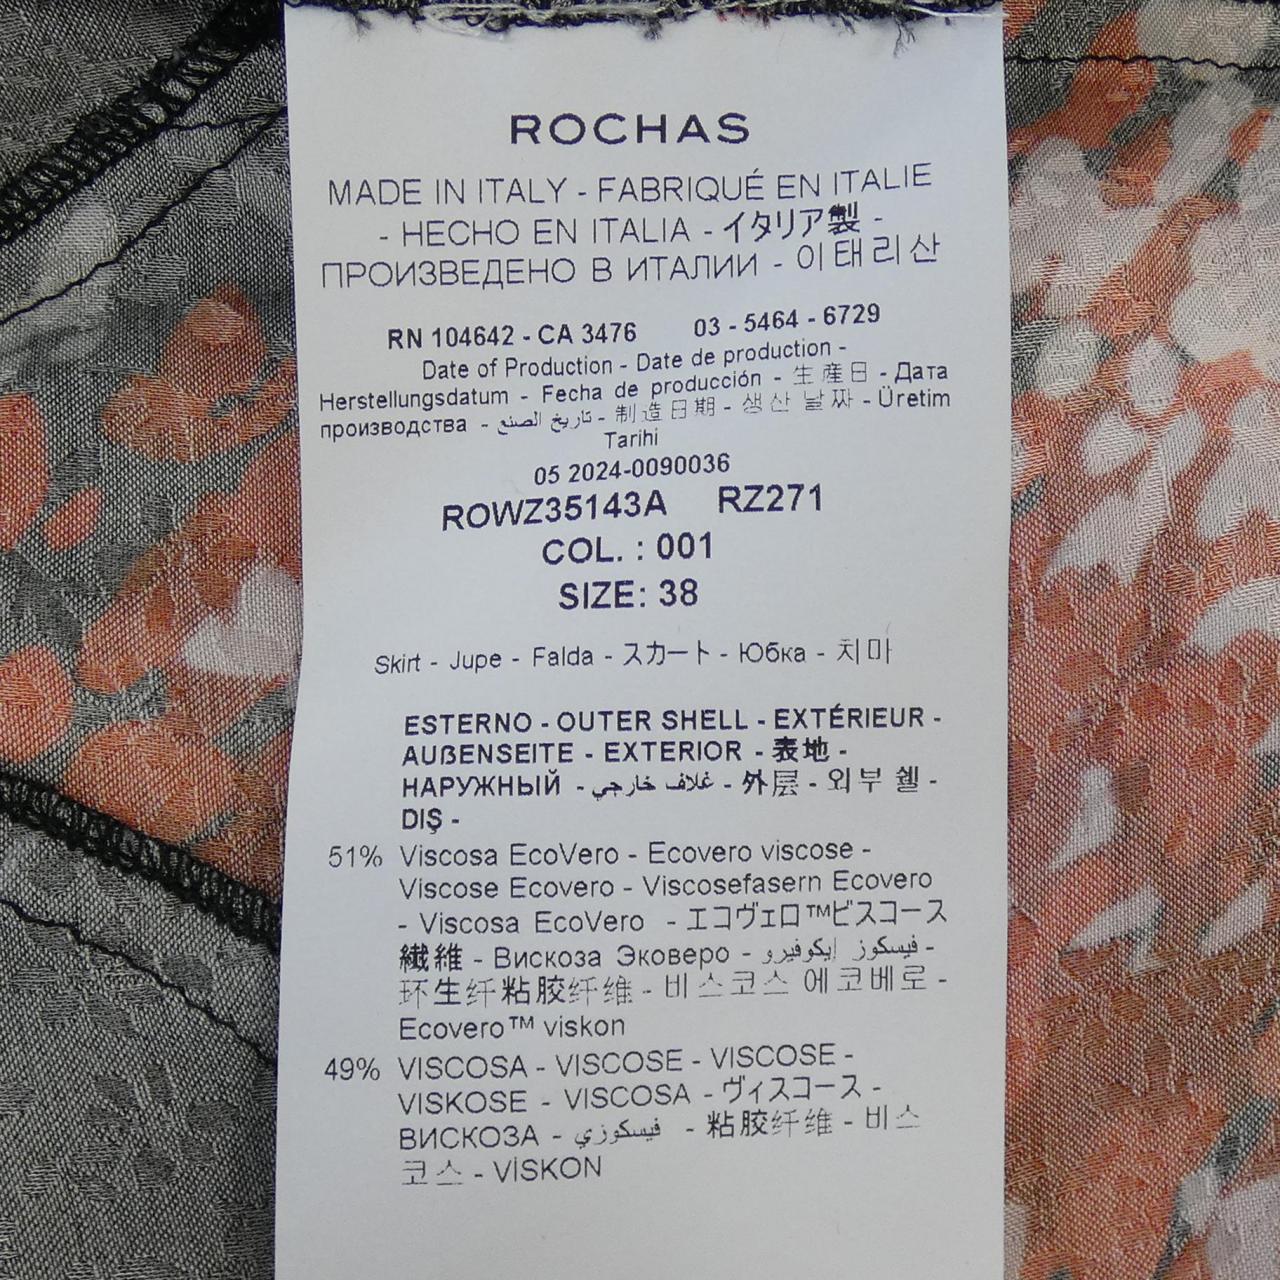 ROCHAS
MADE IN ITALY - FABRIQUÉ EN ITALIE
- HECHO EN ITALIA - イタリア製 -
ПРОИЗВЕДЕНО В ИТАЛИИ - 이태리산
RN 104642 - CA 3476 03 - 5464 - 6729
Date of Production - Date de production -
Herstellungsdatum - Fecha de producción - 生産日 - Дата
производства - تاريخ الصنع - 制造日期 - 생산 날짜 - Üretim
Tarihi
05 2024-0090036
ROWZ35143A RZ271
COL. : 001
SIZE: 38
Skirt - Jupe - Falda - スカート - Юбка - 치마
ESTERNO - OUTER SHELL - EXTÉRIEUR -
AUßENSEITE - EXTERIOR - 表地 -
НАРУЖНЫЙ - غلاف خارجي - 外层 - 외부 쉘 -
DIŞ -
51% Viscosa EcoVero - Ecovero viscose -
Viscose Ecovero - Viscosefasern Ecovero
- Viscosa EcoVero - エコヴェロ™ビスコース
繊維 - Вискоза Эковеро - فيسكوز إيكوفيرو -
环生纤粘胶纤维 - 비스코스 에코베로 -
Ecovero™ viskon
49% VISCOSA - VISCOSE - VISCOSE -
VISKOSE - VISCOSA - ヴィスコース -
ВИСКОЗА - فيسكوزي - 粘胶纤维 - 비스
코스 - VİSKON